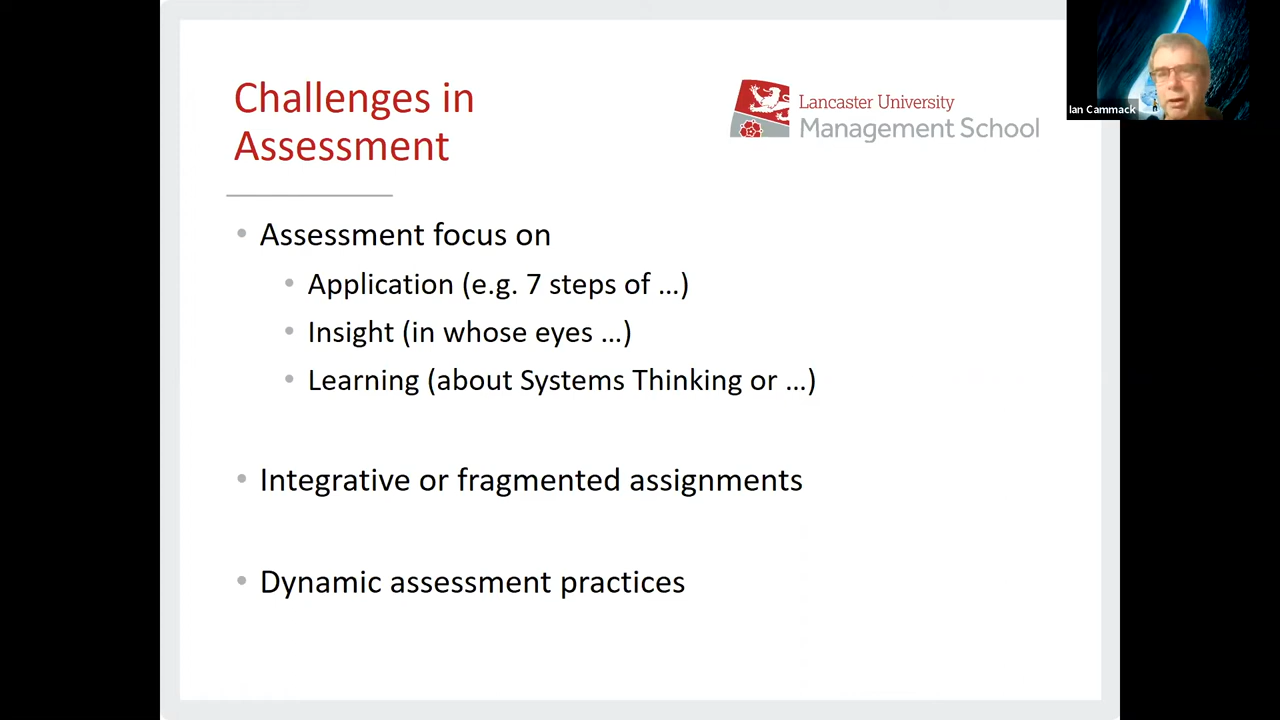 Challenges in
Assessment
Lancaster University
Management School
Ian Cammack
• Assessment focus on
• Application (e.g. 7 steps of …)
• Insight (in whose eyes …)
• Learning (about Systems Thinking or …)
• Integrative or fragmented assignments
• Dynamic assessment practices